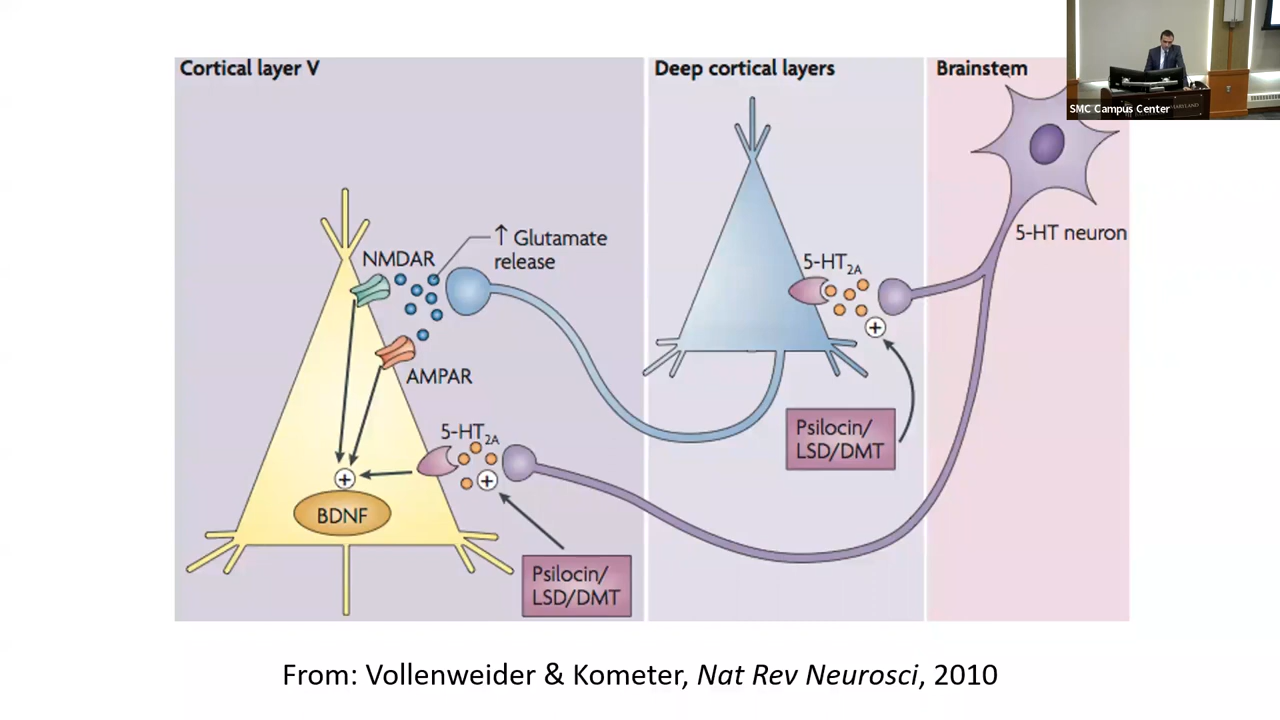 Cortical layer V
Deep cortical layers
Brainstem
SMC Campus Center
5-HT neuron
NMDAR
↑ Glutamate
release
AMPAR
5-HT2A
+
Psilocin/
LSD/DMT
5-HT2A
+
+
BDNF
Psilocin/
LSD/DMT
From: Vollenweider & Kometer, Nat Rev Neurosci, 2010